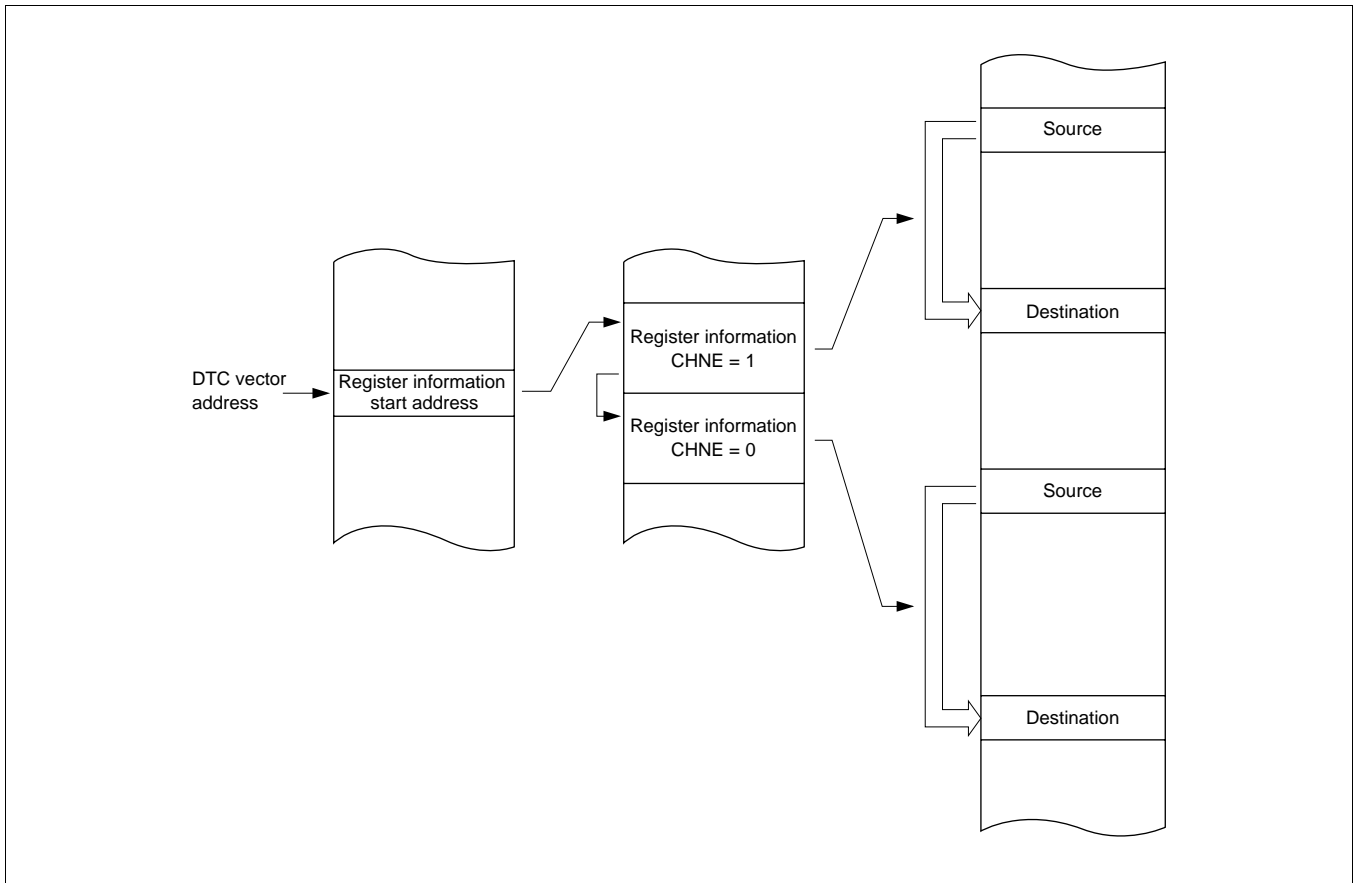 DTC vector
address
Register information
start address
Register information
CHNE = 1
Register information
CHNE = 0
Source
Destination
Source
Destination